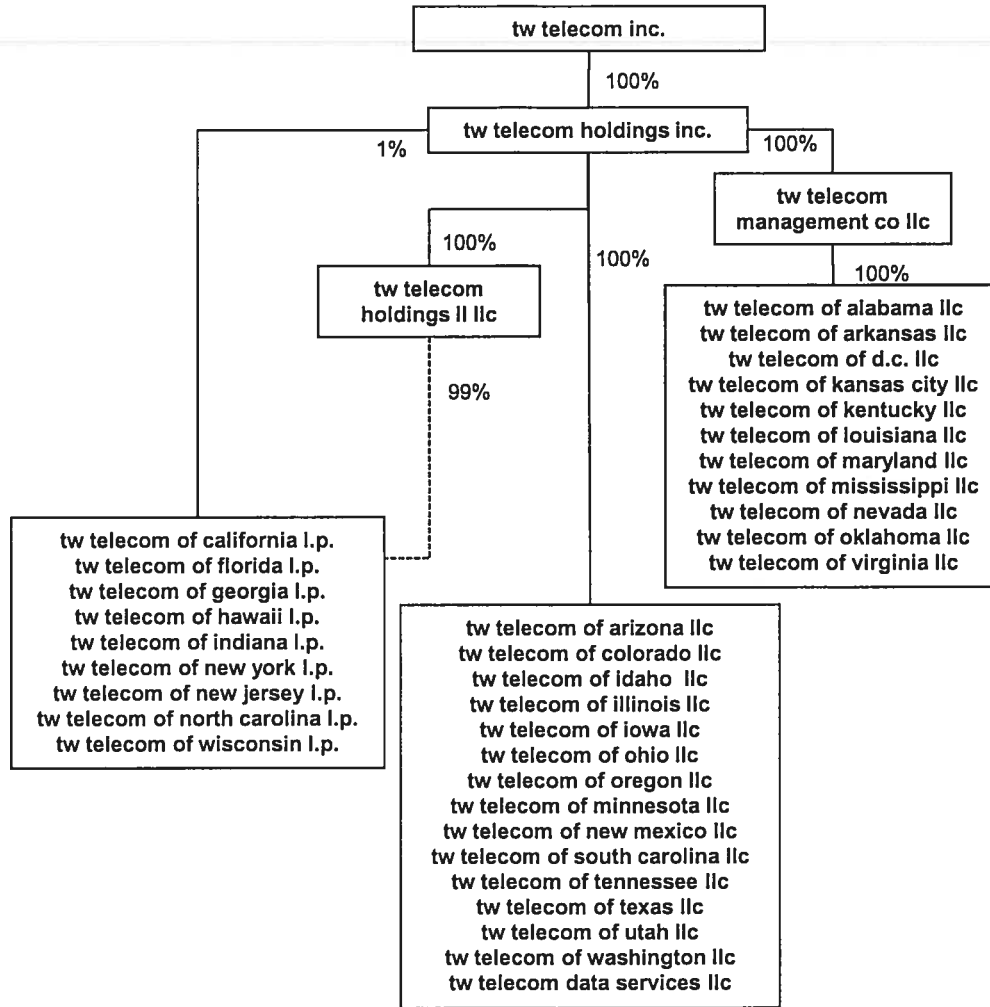 tw telecom inc.
100%
tw telecom holdings inc.
1%
100%
tw telecom
management co llc
100%
100%
100%
tw telecom
holdings II llc
99%
tw telecom of alabama llc
tw telecom of arkansas llc
tw telecom of d.c. llc
tw telecom of kansas city llc
tw telecom of kentucky llc
tw telecom of louisiana llc
tw telecom of maryland llc
tw telecom of mississippi llc
tw telecom of nevada llc
tw telecom of oklahoma llc
tw telecom of virginia llc
tw telecom of california l.p.
tw telecom of florida l.p.
tw telecom of georgia l.p.
tw telecom of hawaii l.p.
tw telecom of indiana l.p.
tw telecom of new york l.p.
tw telecom of new jersey l.p.
tw telecom of north carolina l.p.
tw telecom of wisconsin l.p.
tw telecom of arizona llc
tw telecom of colorado llc
tw telecom of idaho llc
tw telecom of illinois llc
tw telecom of iowa llc
tw telecom of ohio llc
tw telecom of oregon llc
tw telecom of minnesota llc
tw telecom of new mexico llc
tw telecom of south carolina llc
tw telecom of tennessee llc
tw telecom of texas llc
tw telecom of utah llc
tw telecom of washington llc
tw telecom data services llc